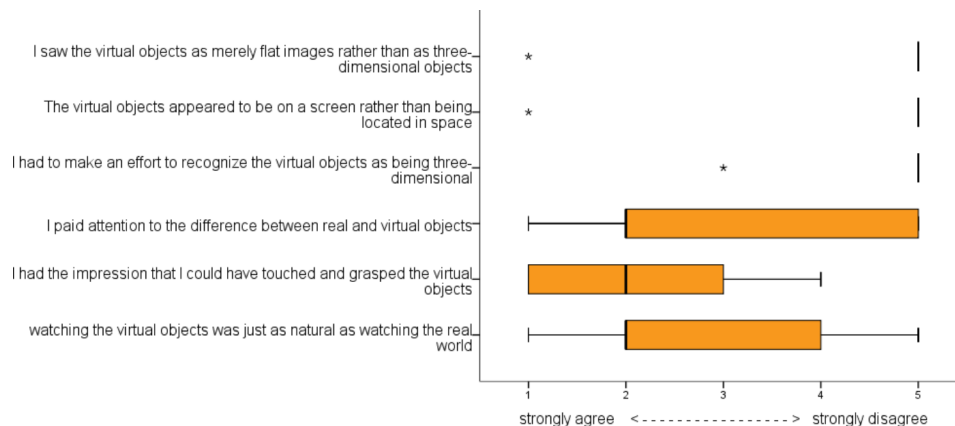 I saw the virtual objects as merely flat images rather than as three-
dimensional objects
The virtual objects appeared to be on a screen rather than being
located in space
I had to make an effort to recognize the virtual objects as being three-
dimensional
I paid attention to the difference between real and virtual objects
I had the impression that I could have touched and grasped the virtual
objects
watching the virtual objects was just as natural as watching the real
world
1 2 3 4 5
strongly agree <- - - - - - - - - - - - - - - - - - > strongly disagree